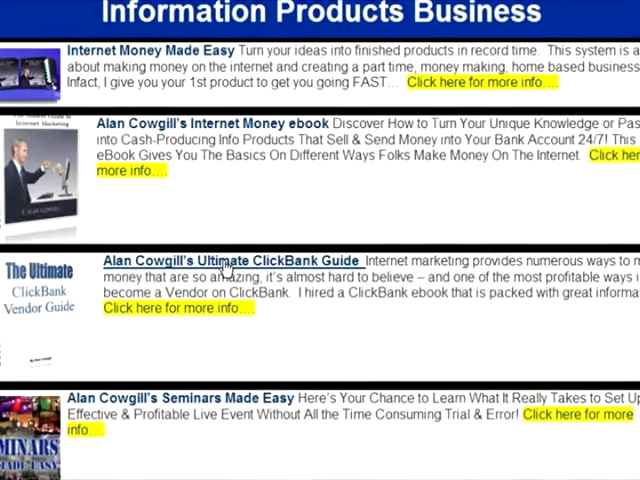 Information Products Business
Internet Money Made Easy Turn your ideas into finished products in record time. This system is a
about making money on the internet and creating a part time, money making, home based business
Infact, I give you your 1st product to get you going FAST... Click here for more info....
Alan Cowgill's Internet Money ebook Discover How to Turn Your Unique Knowledge or Pas
into Cash-Producing Info Products That Sell & Send Money into Your Bank Account 24/7! This
eBook Gives You The Basics On Different Ways Folks Make Money On The Internet. Click her
more info....
Internet Marketing
Alan Cowgill's Ultimate ClickBank Guide Internet marketing provides numerous ways to m
money that are so amazing, it's almost hard to believe – and one of the most profitable ways i
become a Vendor on ClickBank. I hired a ClickBank ebook that is packed with great informat
Click here for more info....
The Ultimate
ClickBank
Vendor Guide
Alan Cowgill's Seminars Made Easy Here's Your Chance to Learn What It Really Takes to Set Up
Effective & Profitable Live Event Without All the Time Consuming Trial & Error! Click here for more
info....
MINARS
MADE EASY